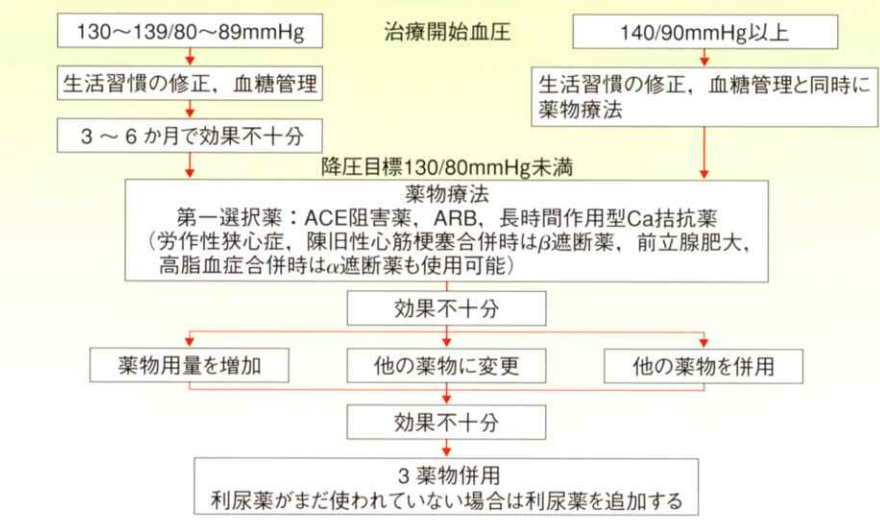 130〜139/80〜89mmHg
治療開始血圧
140/90mmHg以上
生活習慣の修正，血糖管理
生活習慣の修正，血糖管理と同時に
薬物療法
3 〜 6 か月で効果不十分
降圧目標130/80mmHg未満
薬物療法
第一選択薬：ACE阻害薬，ARB，長時間作用型Ca拮抗薬
（労作性狭心症，陳旧性心筋梗塞合併時はβ遮断薬，前立腺肥大，
高脂血症合併時はα遮断薬も使用可能）
効果不十分
薬物用量を増加
他の薬物に変更
他の薬物を併用
効果不十分
3 薬物併用
利尿薬がまだ使われていない場合は利尿薬を追加する